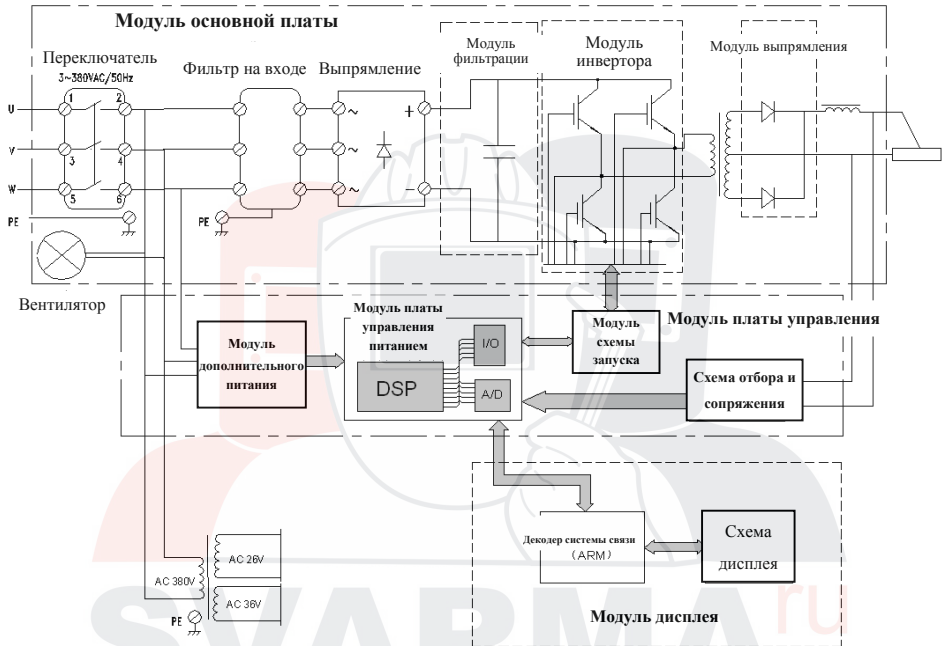 Модуль основной платы
Переключатель
3~380VAC/50Hz
Фильтр на входе
Выпрямление
Модуль
фильтрации
Модуль
инвертора
Модуль выпрямления
U
V
W
PE
1
2
3
4
5
6
~
~
~
+
−
PE
Вентилятор
Модуль
дополнительного
питания
Модуль платы
управления
питанием
DSP
I/O
A/D
Модуль
схемы
запуска
Модуль платы управления
Схема отбора и
сопряжения
Декодер системы связи
(ARM)
Схема
дисплея
Модуль дисплея
AC 380V
AC 26V
AC 36V
PE
SVARMA
ru